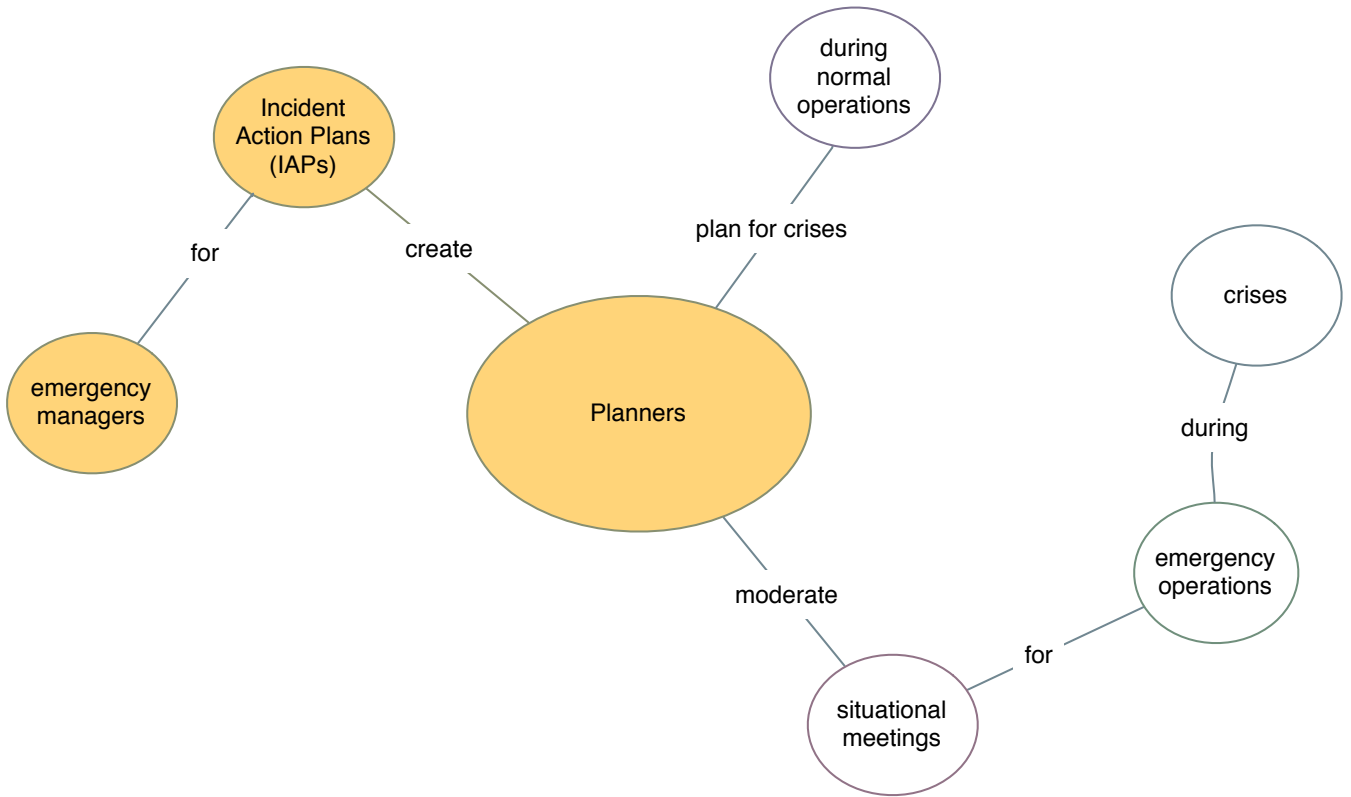 during
normal
operations
Incident
Action Plans
(IAPs)
plan for crises
for
create
crises
emergency
managers
Planners
during
emergency
operations
moderate
for
situational
meetings